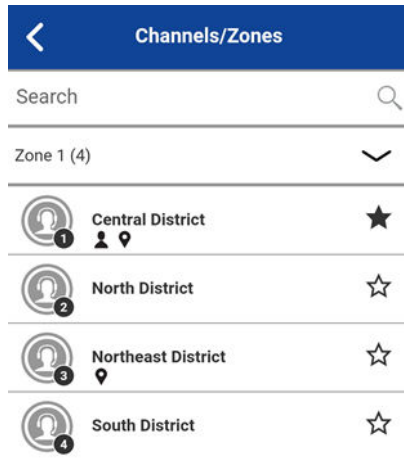 Channels/Zones
Search
Zone 1 (4)
Central District
1
North District
2
Northeast District
3
South District
4